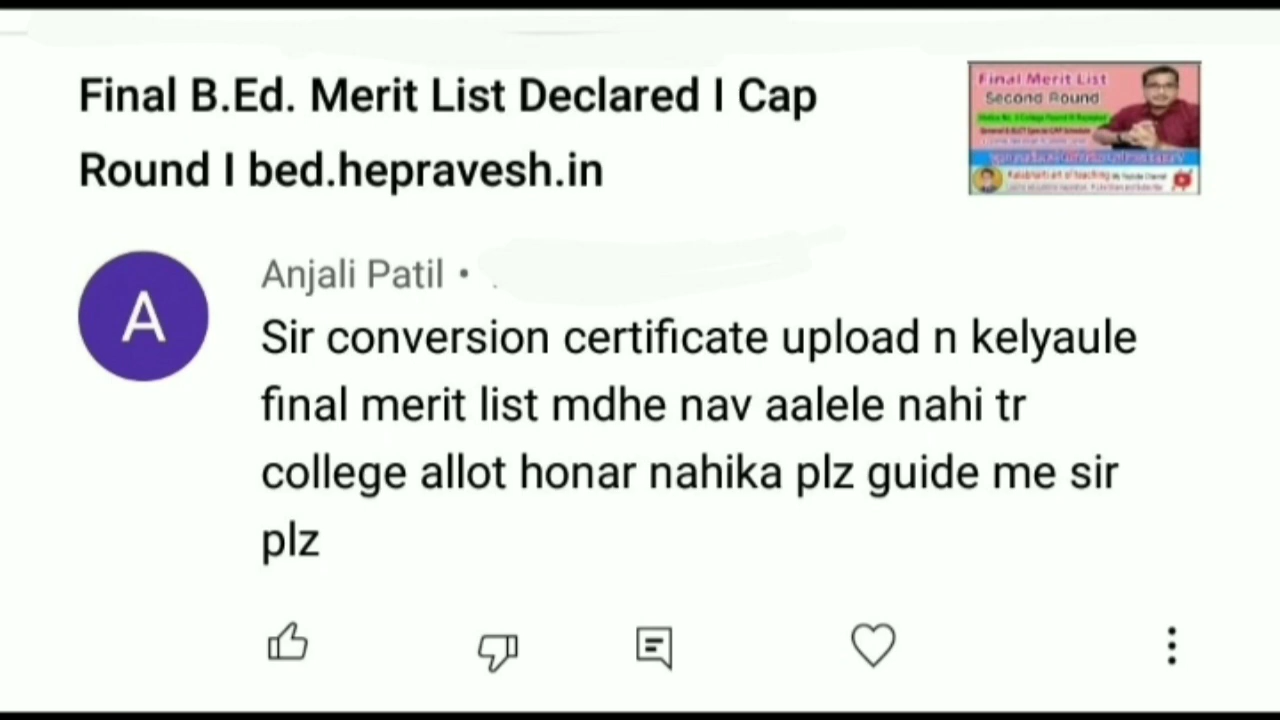 Final B.Ed. Merit List Declared I Cap
Round I bed.hepravesh.in
Final Merit List
Second Round
A
Anjali Patil •
Sir conversion certificate upload n kelyaule
final merit list mdhe nav aalele nahi tr
college allot honar nahika plz guide me sir
plz